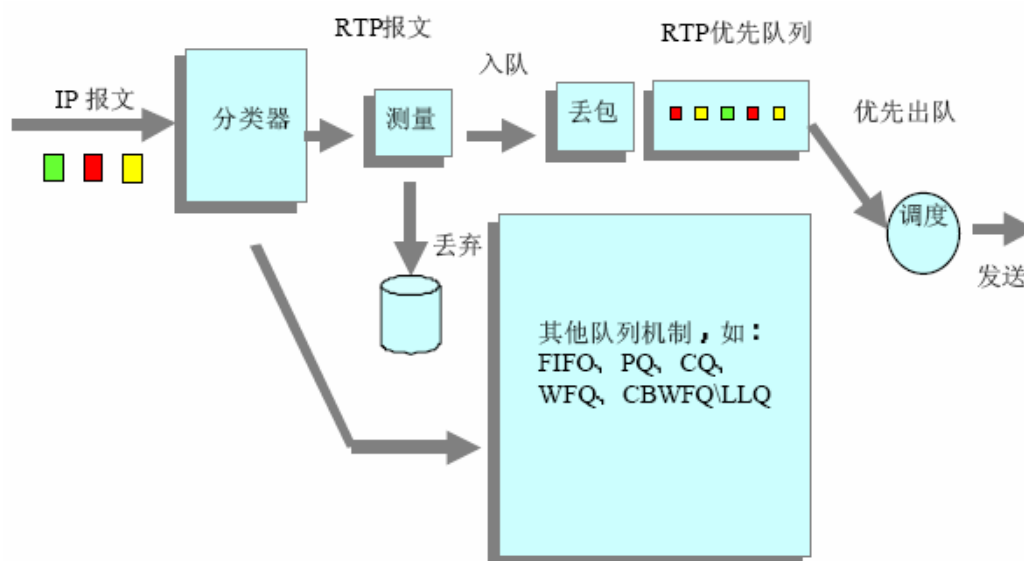 RTP报文
RTP优先队列
入队
IP 报文
分类器
测量
丢包
优先出队
调度
丢弃
发送
其他队列机制，如：
FIFO、PQ、CQ、
WFQ、CBWFQ\LLQ